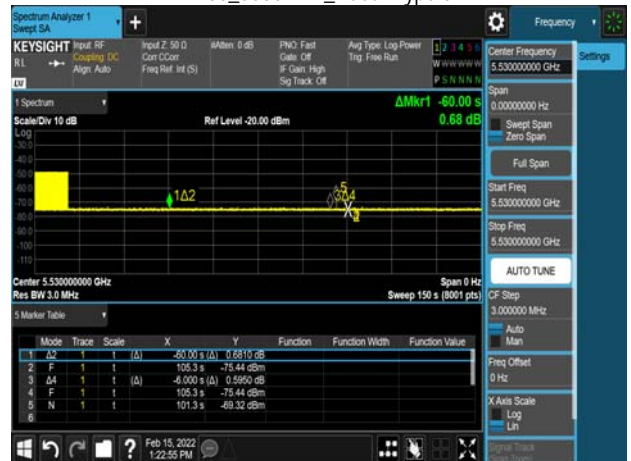 Spectrum Analyzer 1
Swept SA
Frequency
KEYSIGHT
Input: RF
Coupling: DC
Align: Auto
Input Z: 50 Ω
Corr CCorr
Freq Ref: Int (S)
#Atten: 0 dB
PNO: Fast
Gate: Off
IF Gain: High
Sig Track: Off
Avg Type: Log-Power
Trig: Free Run
1 2 3 4 5 6
W W W W W W
P S N N N N
RL
LXI
1 Spectrum
ΔMkr1 -60.00 s
Scale/Div 10 dB
Ref Level -20.00 dBm
0.68 dB
Log
-30.0
-40.0
-50.0
-60.0
-70.0
-80.0
-90.0
-100
-110
1Δ2
5
3Δ4
Center 5.530000000 GHz
Span 0 Hz
Res BW 3.0 MHz
Sweep 150 s (8001 pts)
5 Marker Table
Mode Trace Scale X Y Function Function Width Function Value
1 Δ2 1 t (Δ) -60.00 s (Δ) 0.6810 dB
2 F 1 t 105.3 s -75.44 dBm
3 Δ4 1 t (Δ) -6.000 s (Δ) 0.5950 dB
4 F 1 t 105.3 s -75.44 dBm
5 N 1 t 101.3 s -69.32 dBm
6
Feb 15, 2022
1:22:55 PM
Settings
Center Frequency
5.530000000 GHz
Span
0.00000000 Hz
Swept Span
Zero Span
Full Span
Start Freq
5.530000000 GHz
Stop Freq
5.530000000 GHz
AUTO TUNE
CF Step
3.000000 MHz
Auto
Man
Freq Offset
0 Hz
X Axis Scale
Log
Lin
Signal Track